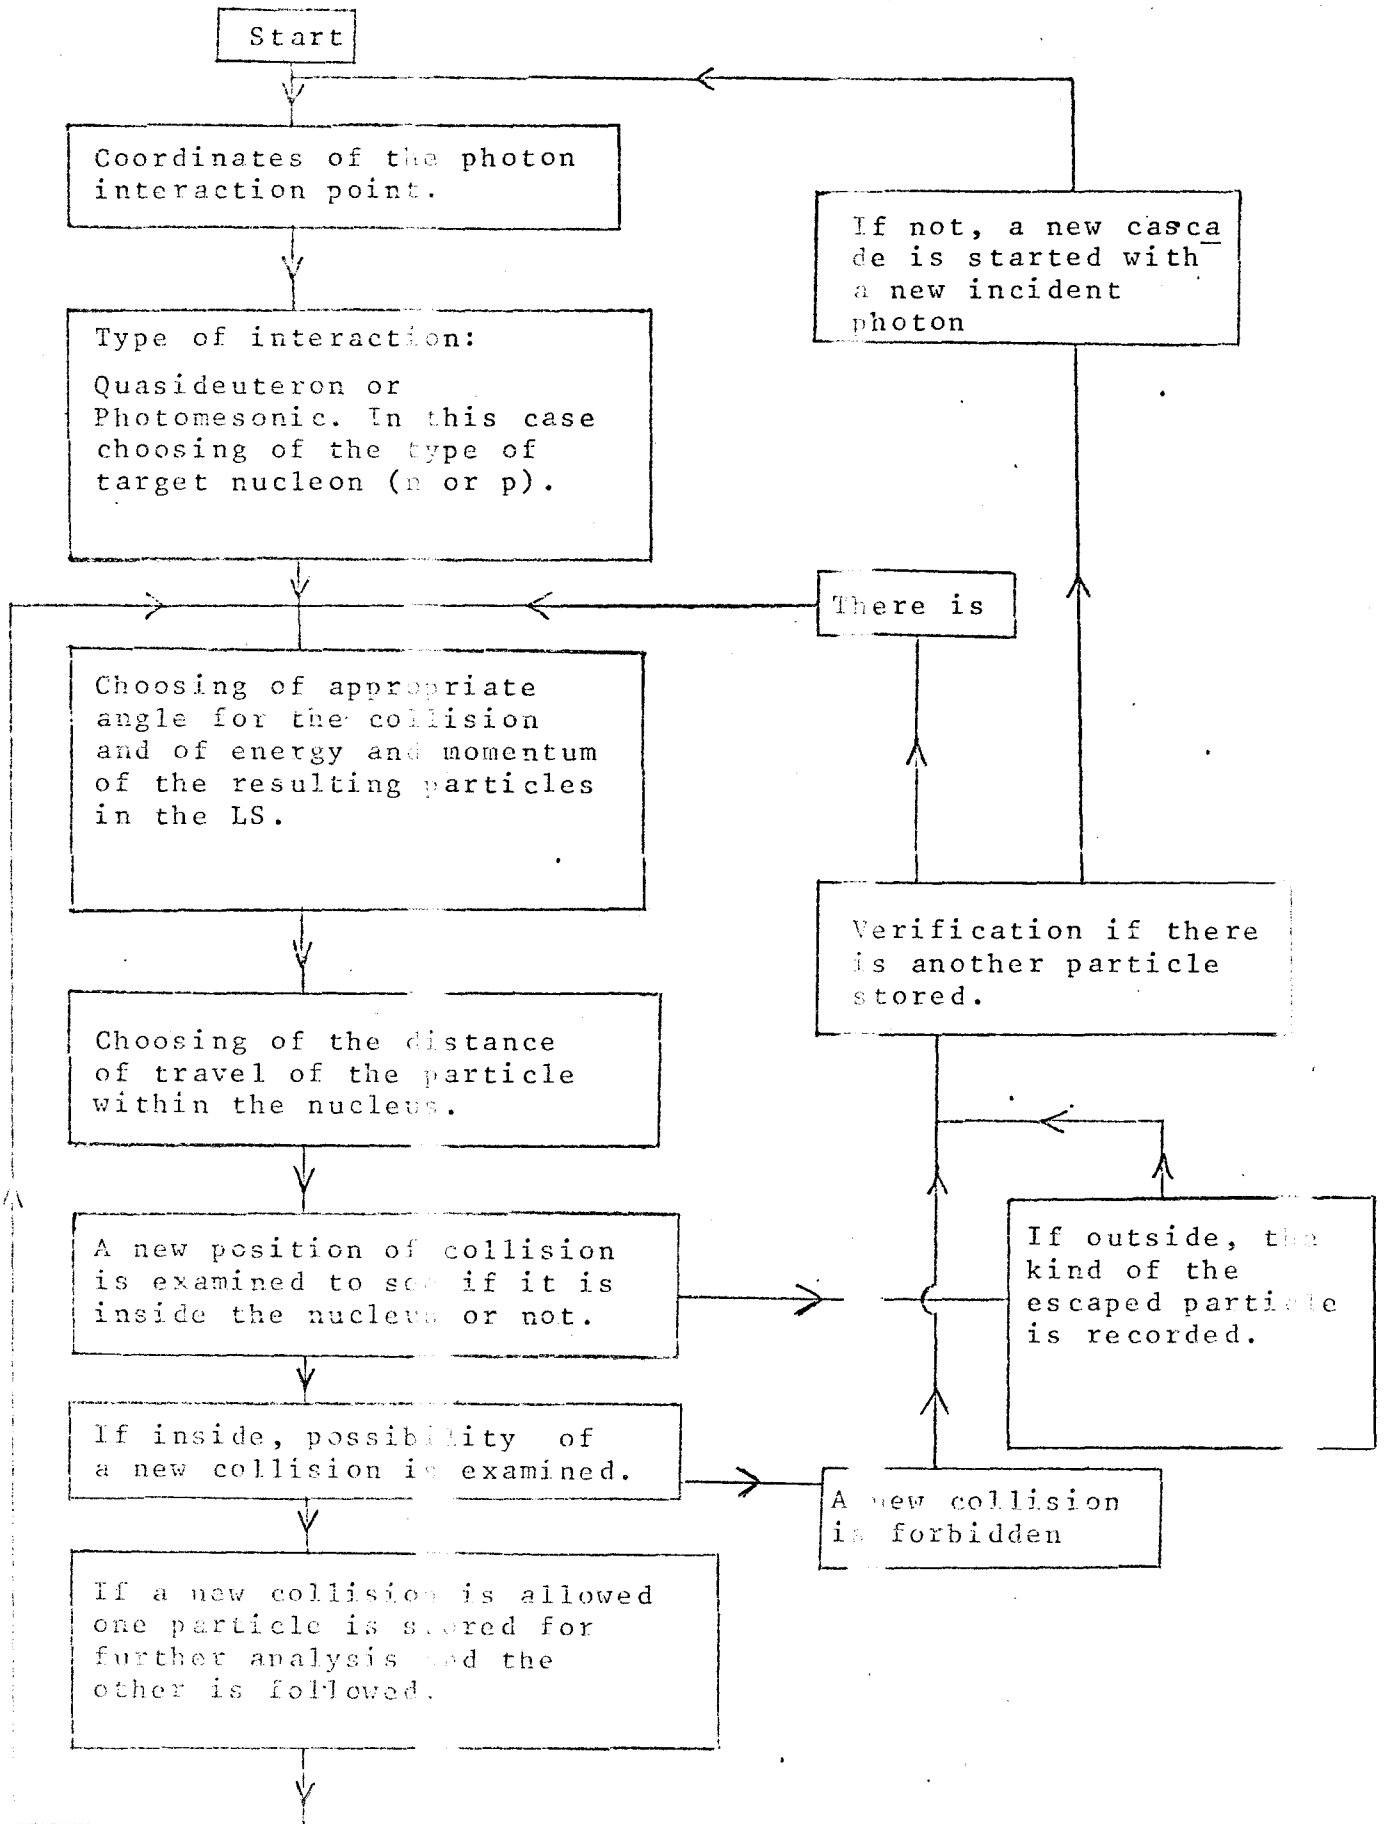 Start
Coordinates of the photon
interaction point.
Type of interaction:
Quasideuteron or
Photomesonic. In this case
choosing of the type of
target nucleon (n or p).
Choosing of appropriate
angle for the collision
and of energy and momentum
of the resulting particles
in the LS.
Choosing of the distance
of travel of the particle
within the nucleus.
A new position of collision
is examined to see if it is
inside the nucleus or not.
If inside, possibility of
a new collision is examined.
If a new collision is allowed
one particle is stored for
further analysis and the
other is followed.
If not, a new casca
de is started with
a new incident
photon
There is
Verification if there
is another particle
stored.
If outside, the
kind of the
escaped particle
is recorded.
A new collision
is forbidden